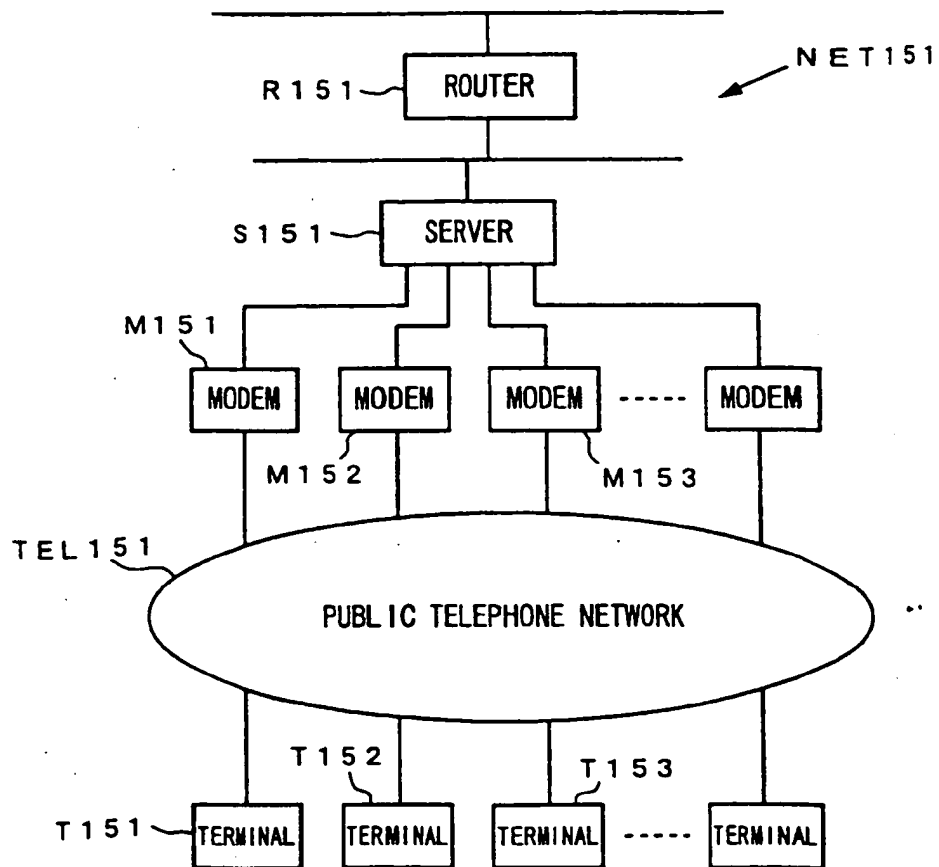 NET151
R151 ROUTER
S151 SERVER
M151
MODEM MODEM MODEM ----- MODEM
M152 M153
TEL151
PUBLIC TELEPHONE NETWORK
T152 T153
T151 TERMINAL TERMINAL TERMINAL ----- TERMINAL